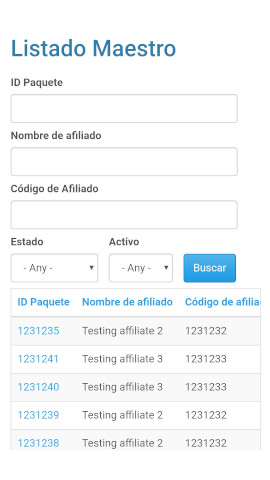 Listado Maestro
ID Paquete
Nombre de afiliado
Código de Afiliado
Estado Activo
- Any - - Any - Buscar
ID Paquete Nombre de afiliado Código de afilia
1231235 Testing affiliate 2 1231232
1231241 Testing affiliate 3 1231233
1231240 Testing affiliate 3 1231233
1231239 Testing affiliate 2 1231232
1231238 Testing affiliate 2 1231232